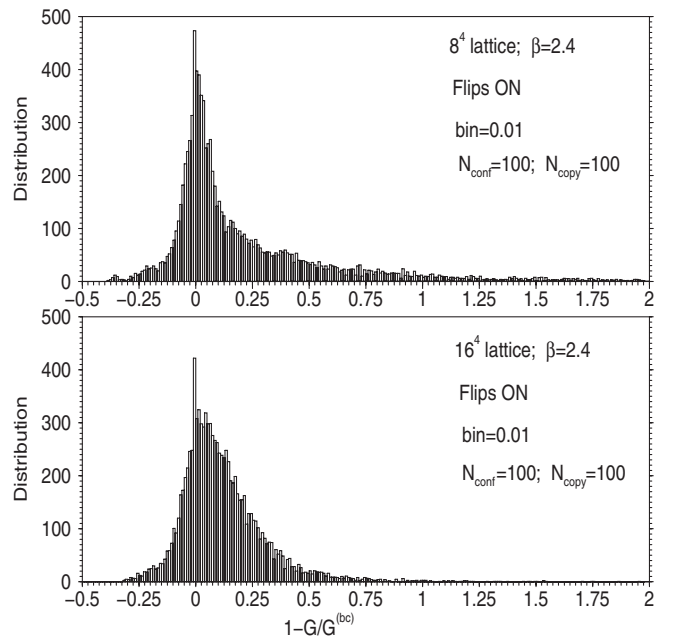 500
400
300
200
100
0
Distribution
8^4 lattice; β=2.4
Flips ON
bin=0.01
N_conf=100; N_copy=100
−0.5 −0.25 0 0.25 0.5 0.75 1 1.25 1.5 1.75 2
500
400
300
200
100
0
Distribution
16^4 lattice; β=2.4
Flips ON
bin=0.01
N_conf=100; N_copy=100
−0.5 −0.25 0 0.25 0.5 0.75 1 1.25 1.5 1.75 2
1−G/G^(bc)